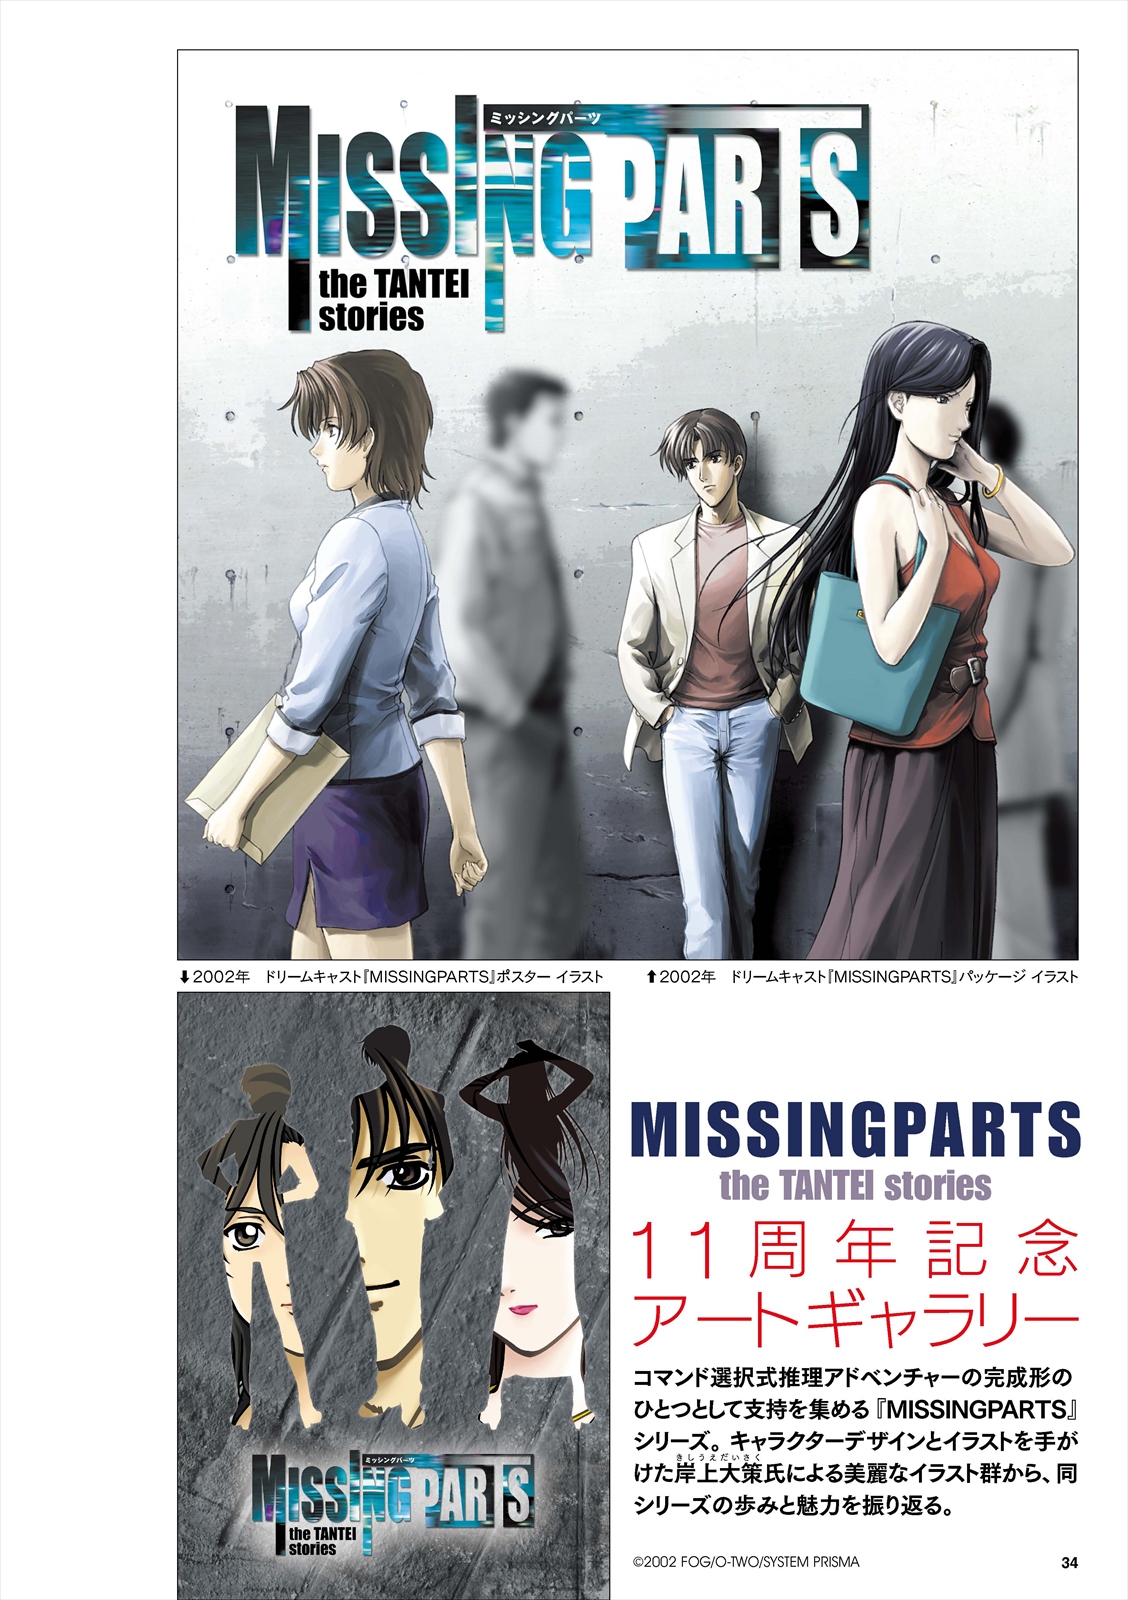 MISSING PARTS
ミッシングパーツ
the TANTEI
stories
⬇2002年 ドリームキャスト『MISSINGPARTS』ポスター イラスト
⬆2002年 ドリームキャスト『MISSINGPARTS』パッケージ イラスト
MISSING PARTS
ミッシングパーツ
the TANTEI
stories
MISSINGPARTS
the TANTEI stories
11周年記念
アートギャラリー
コマンド選択式推理アドベンチャーの完成形の
ひとつとして支持を集める『MISSINGPARTS』
シリーズ。キャラクターデザインとイラストを手が
きしうえだいさく
けた岸上大策氏による美麗なイラスト群から、同
シリーズの歩みと魅力を振り返る。
©2002 FOG/O-TWO/SYSTEM PRISMA
34